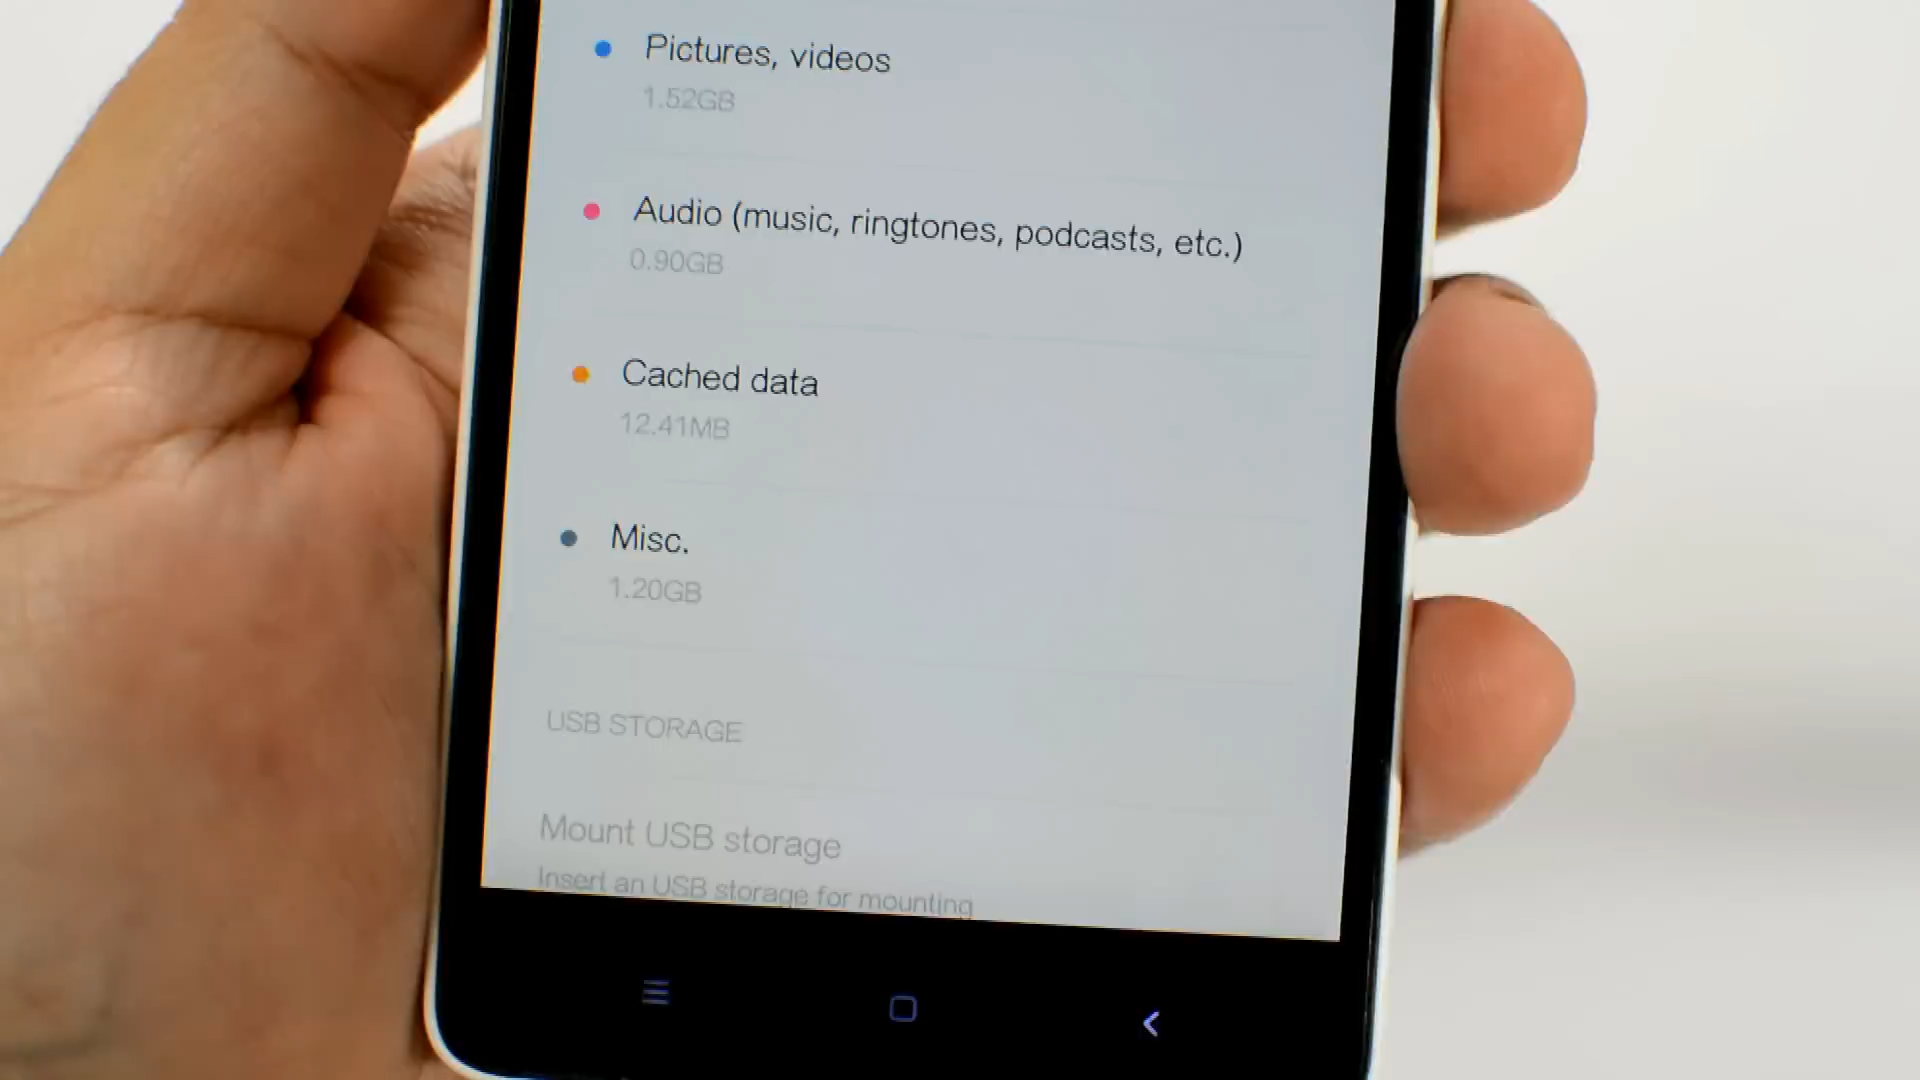 Pictures, videos
1.52GB
Audio (music, ringtones, podcasts, etc.)
0.90GB
Cached data
12.41MB
Misc.
1.20GB
USB STORAGE
Mount USB storage
Insert an USB storage for mounting